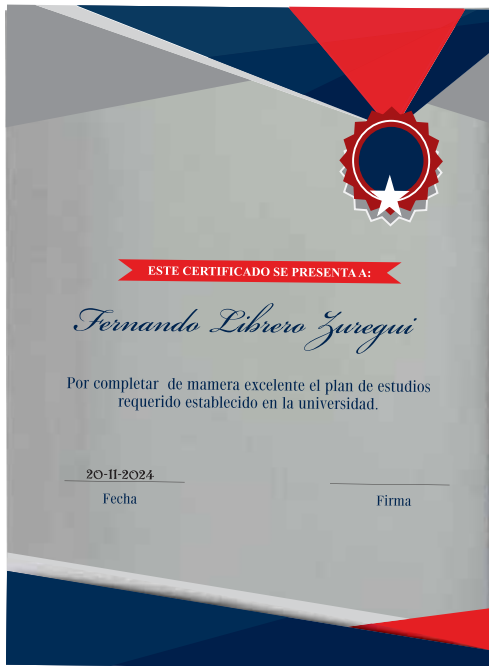 ESTE CERTIFICADO SE PRESENTA A:
Fernando Librero Zuregui
Por completar de mamera excelente el plan de estudios
requerido establecido en la universidad.
20-11-2024
Fecha
Firma